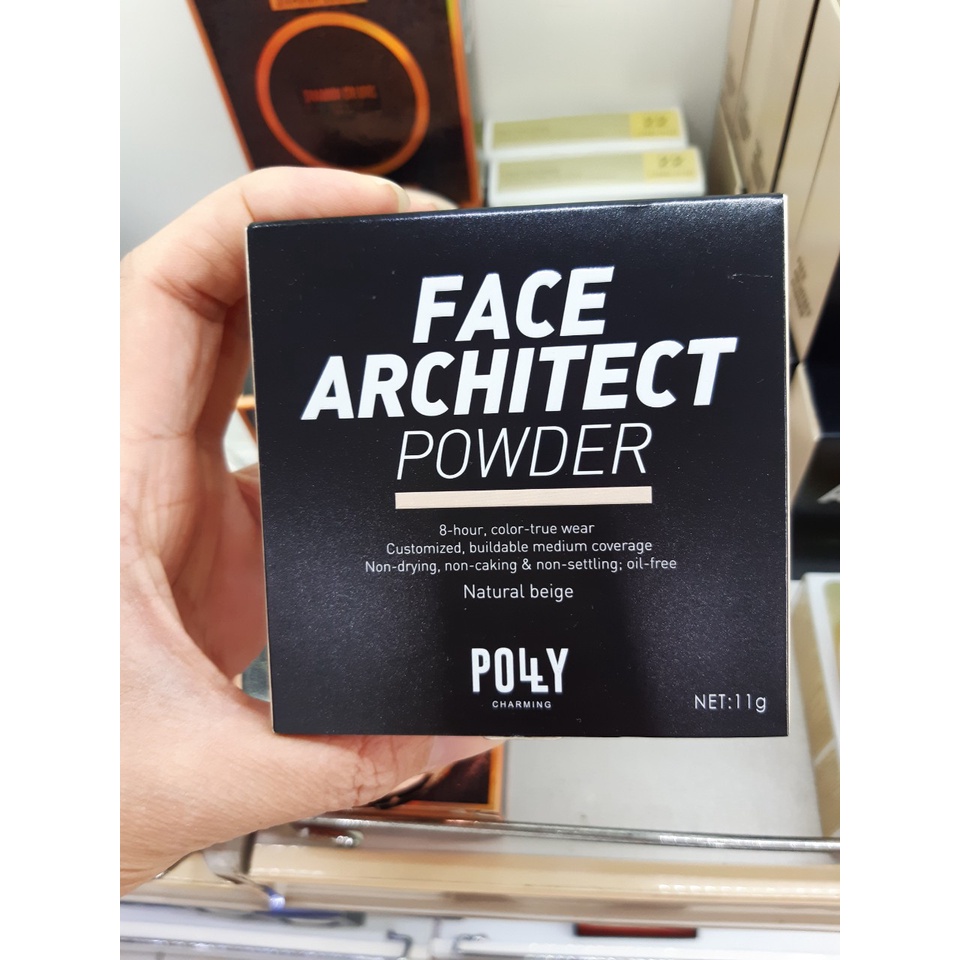 FACE
ARCHITECT
POWDER
8-hour, color-true wear
Customized, buildable medium coverage
Non-drying, non-caking & non-settling; oil-free
Natural beige
POLLY
CHARMING
NET:11g